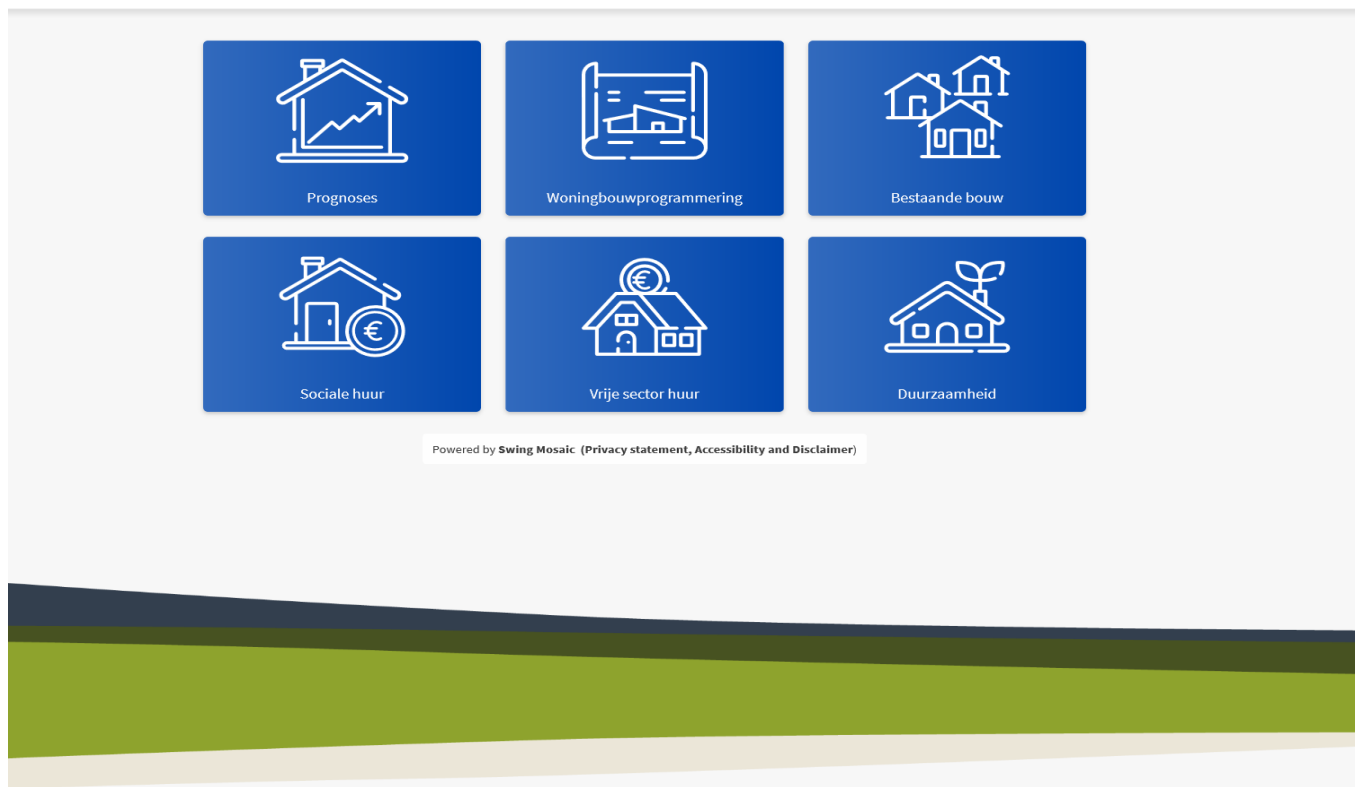 Prognoses
Woningbouwprogrammering
Bestaande bouw
€
Sociale huur
€
Vrije sector huur
Duurzaamheid
Powered by Swing Mosaic (Privacy statement, Accessibility and Disclaimer)